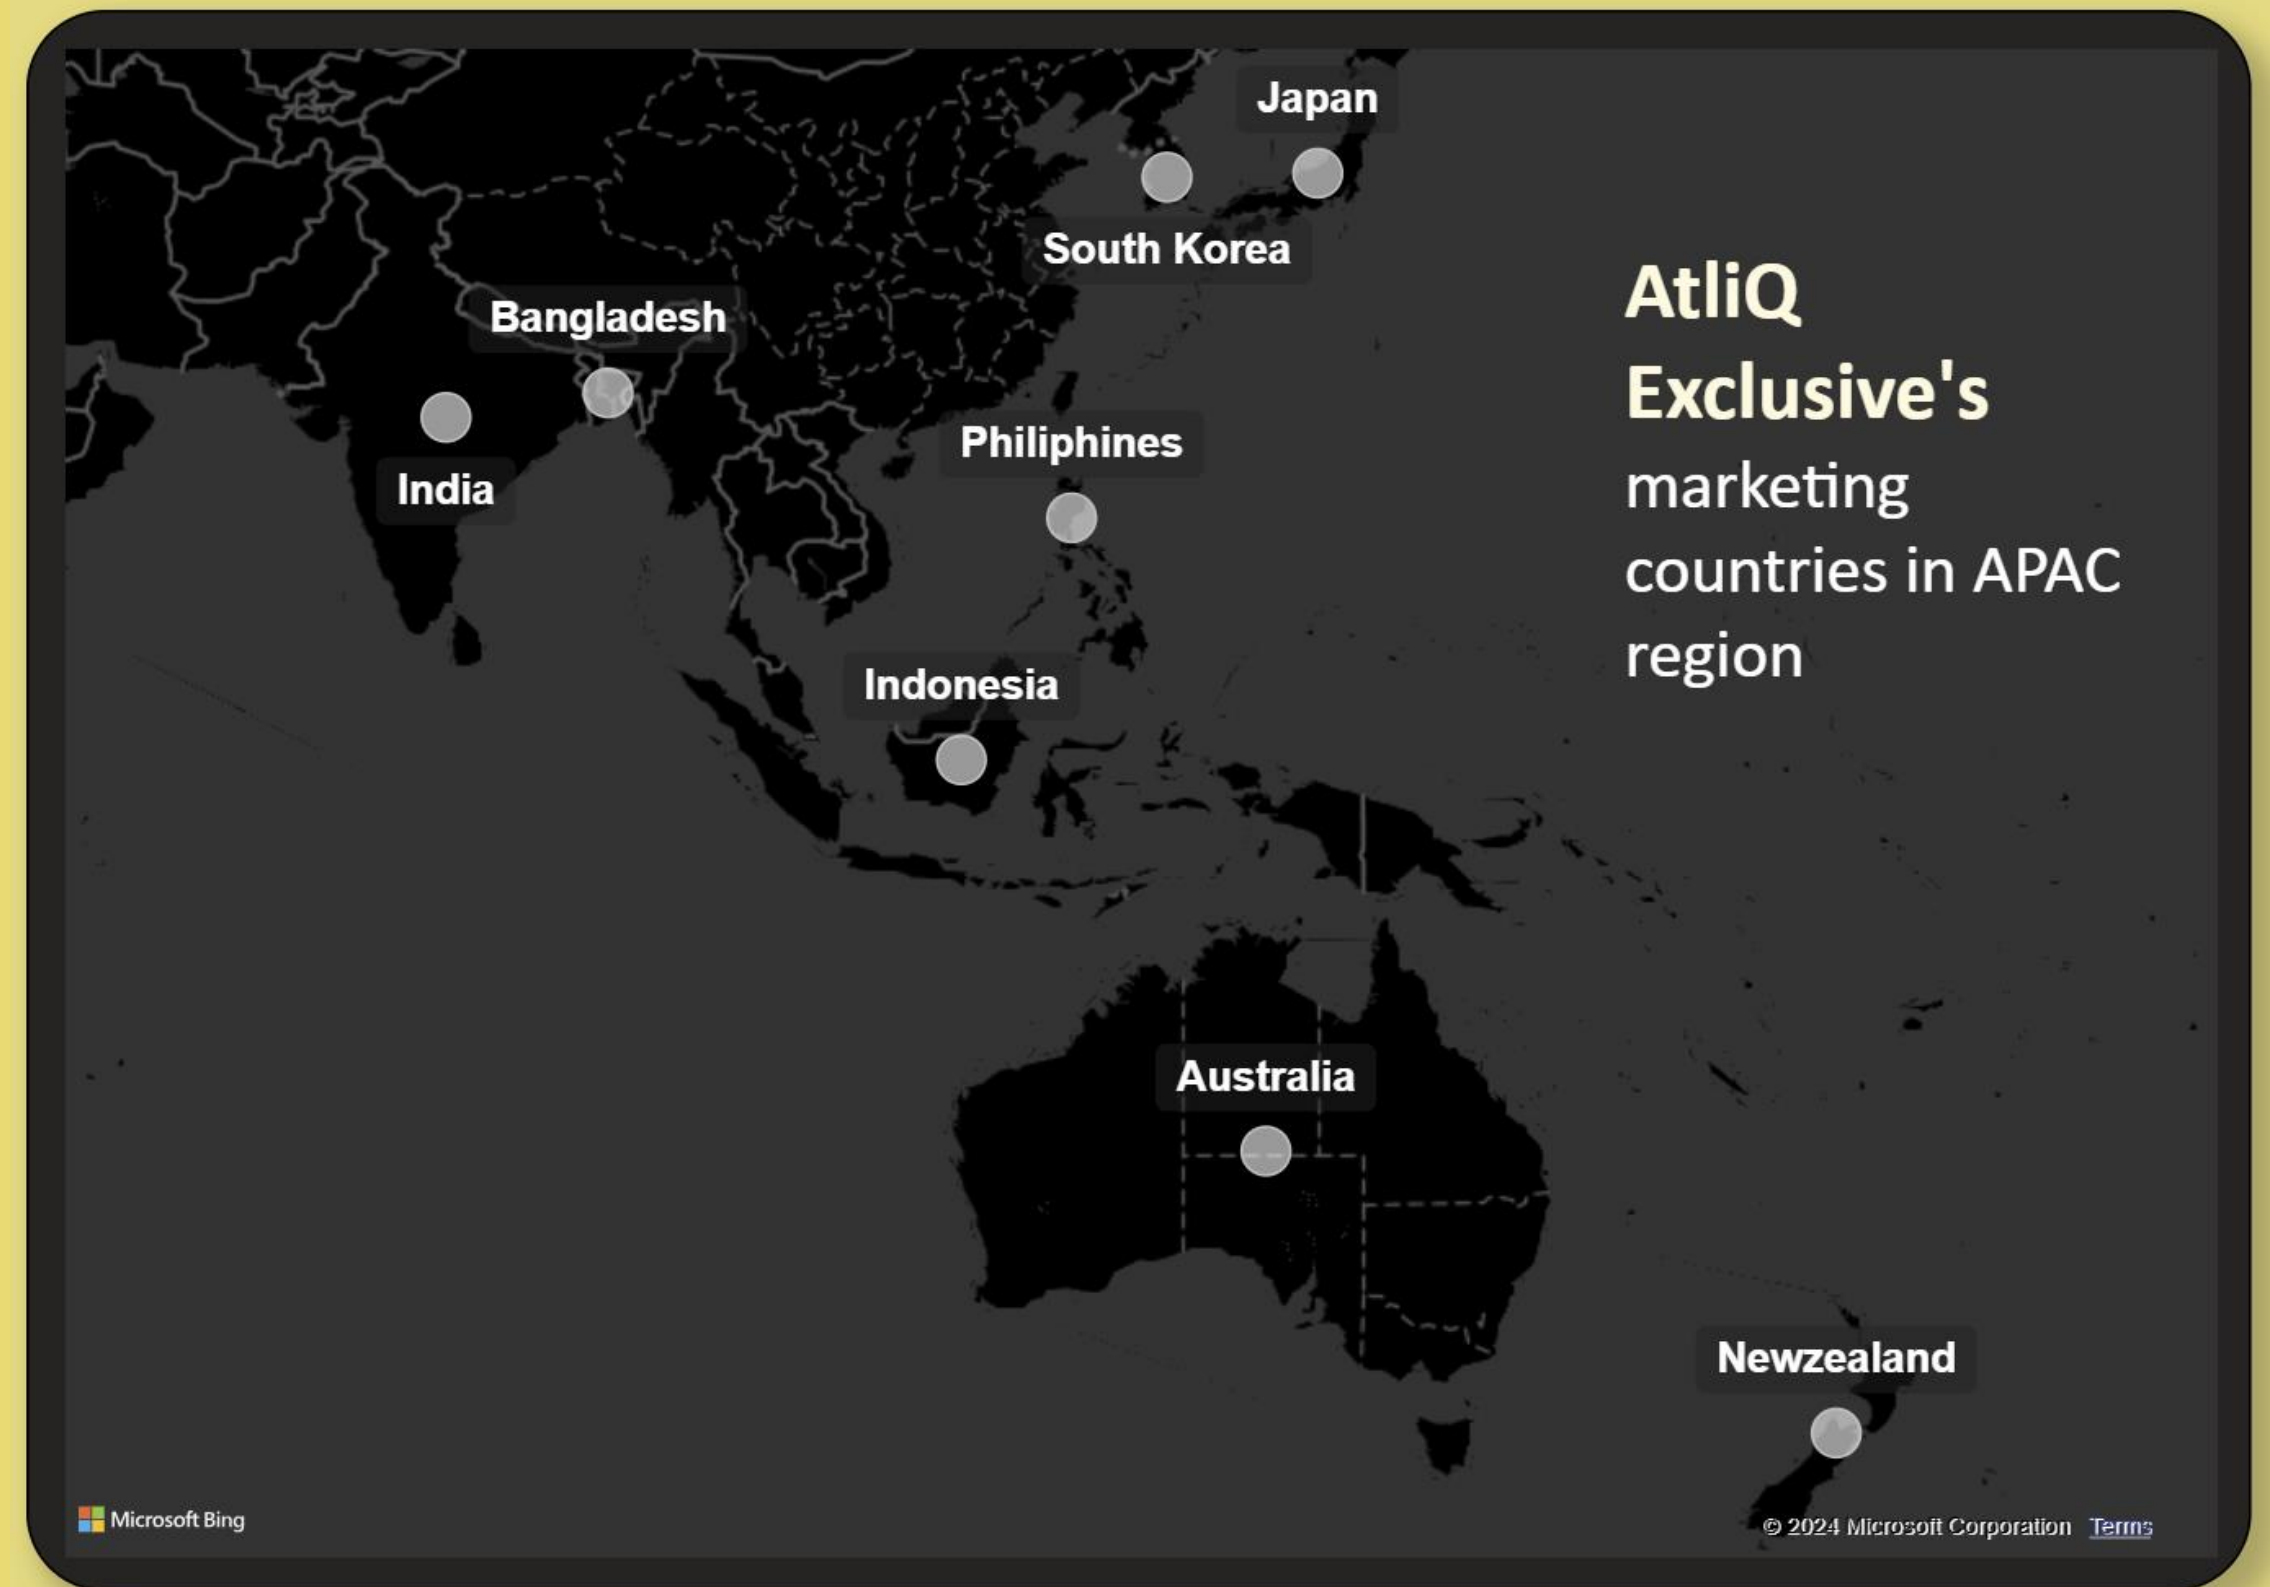 Japan
South Korea
Bangladesh
India
Philiphines
Indonesia
Australia
Newzealand
AtliQ
Exclusive's
marketing
countries in APAC
region
Microsoft Bing
© 2024 Microsoft Corporation Terms